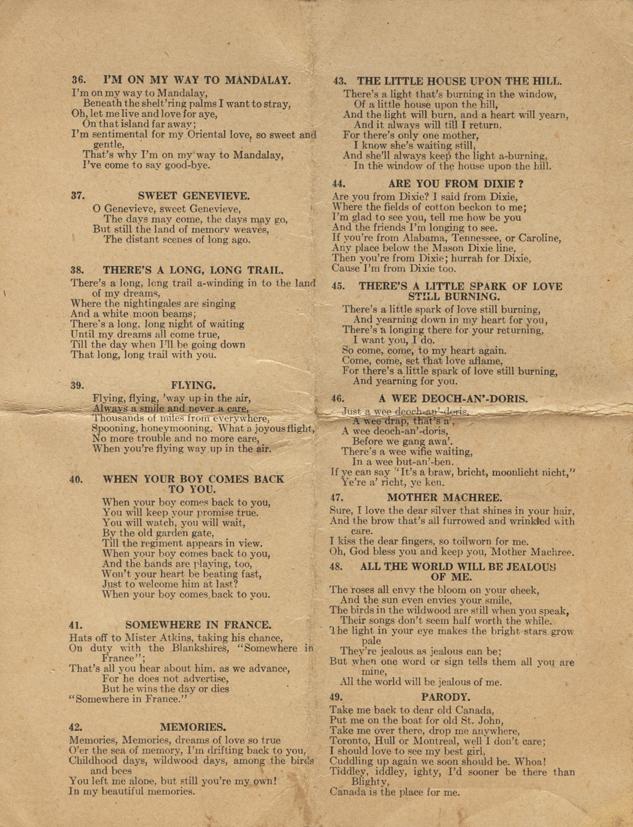 36. I'M ON MY WAY TO MANDALAY.
I'm on my way to Mandalay,
Beneath the shelt'ring palms I want to stray,
Oh, let me live and love for aye,
On that island far away;
I'm sentimental for my Oriental love, so sweet and
gentle,
That's why I'm on my way to Mandalay,
I've come to say good-bye.
37. SWEET GENEVIEVE.
O Genevieve, sweet Genevieve,
The days may come, the days may go,
But still the land of memory weaves,
The distant scenes of long ago.
38. THERE'S A LONG, LONG TRAIL.
There's a long, long trail a-winding in to the land
of my dreams,
Where the nightingales are singing
And a white moon beams;
There's a long, long night of waiting
Until my dreams all come true,
Till the day when I'll be going down
That long, long trail with you.
39. FLYING.
Flying, flying, 'way up in the air,
Always a smile and never a care,
Thousands of miles from everywhere,
Spooning, honeymooning. What a joyous flight,
No more trouble and no more care,
When you're flying way up in the air.
40. WHEN YOUR BOY COMES BACK
TO YOU.
When your boy comes back to you,
You will keep your promise true.
You will watch, you will wait,
By the old garden gate,
Till the regiment appears in view.
When your boy comes back to you,
And the bands are playing, too,
Won't your heart be beating fast,
Just to welcome him at last?
When your boy comes back to you.
41. SOMEWHERE IN FRANCE.
Hats off to Mister Atkins, taking his chance,
On duty with the Blankshires, "Somewhere in
France";
That's all you hear about him. as we advance,
For he does not advertise,
But he wins the day or dies
"Somewhere in France."
42. MEMORIES.
Memories, Memories, dreams of love so true
O'er the sea of memory, I'm drifting back to you,
Childhood days, wildwood days, among the birds
and bees
You left me alone, but still you're my own!
In my beautiful memories.
43. THE LITTLE HOUSE UPON THE HILL.
There's a light that's burning in the window,
Of a little house upon the hill,
And the light will burn, and a heart will yearn,
And it always will till I return.
For there's only one mother,
I know she's waiting still,
And she'll always keep the light a-burning,
In the window of the house upon the hill.
44. ARE YOU FROM DIXIE?
Are you from Dixie? I said from Dixie,
Where the fields of cotton beckon to me;
I'm glad to see you, tell me how be you
And the friends I'm longing to see.
If you're from Alabama, Tennessee, or Caroline,
Any place below the Mason Dixie line,
Then you're from Dixie; hurrah for Dixie,
Cause I'm from Dixie too.
45. THERE'S A LITTLE SPARK OF LOVE
STILL BURNING.
There's a little spark of love still burning,
And yearning down in my heart for you,
There's a longing there for your returning,
I want you, I do.
So come, come, to my heart again.
Come, come, set that love aflame,
For there's a little spark of love still burning,
And yearning for you.
46. A WEE DEOCH-AN'-DORIS.
Just a wee deoch-an'-doris,
A wee drap, that's a',
A wee deoch-an'-doris,
Before we gang awa'.
There's a wee wifie waiting,
In a wee but-an'-ben.
If ye can say "It's a braw, bricht, moonlicht nicht,"
Ye're a' richt, ye ken.
47. MOTHER MACHREE.
Sure, I love the dear silver that shines in your hair,
And the brow that's all furrowed and wrinkled with
care.
I kiss the dear fingers, so toilworn for me.
Oh, God bless you and keep you, Mother Machree.
48. ALL THE WORLD WILL BE JEALOUS
OF ME.
The roses all envy the bloom on your cheek,
And the sun even envies your smile,
The birds in the wildwood are still when you speak,
Their songs don't seem half worth the while.
The light in your eye makes the bright stars grow
pale
They're jealous as jealous can be;
But when one word or sign tells them all you are
mine,
All the world will be jealous of me.
49. PARODY.
Take me back to dear old Canada,
Put me on the boat for old St. John,
Take me over there, drop me anywhere,
Toronto, Hull or Montreal, well I don't care;
I should love to see my best girl,
Cuddling up again we soon should be. Whoa!
Tiddley, iddley, ighty, I'd sooner be there than
Blighty,
Canada is the place for me.